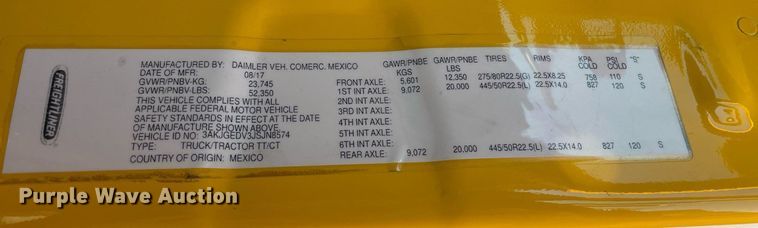 FREIGHTLINER
MANUFACTURED BY: DAIMLER VEH. COMERC. MEXICO
DATE OF MFR: 08/17
GVWR/PNBV-KG: 23,745
GVWR/PNBV-LBS: 52,350
THIS VEHICLE COMPLIES WITH ALL
APPLICABLE FEDERAL MOTOR VEHICLE
SAFETY STANDARDS IN EFFECT AT THE DATE
OF MANUFACTURE SHOWN ABOVE.
VEHICLE ID NO.: 3AKJGEDV3JSJN8574
TYPE: TRUCK/TRACTOR TT/CT
COUNTRY OF ORIGIN: MEXICO
GAWR/PNBE KGS GAWR/PNBE LBS TIRES RIMS KPA COLD PSI COLD "S"
FRONT AXLE: 5,601 12,350 275/80R22.5(G) 22.5X8.25 758 110 S
1ST INT AXLE: 9,072 20,000 445/50R22.5(L) 22.5X14.0 827 120 S
2ND INT AXLE:
3RD INT AXLE:
4TH INT AXLE:
5TH INT AXLE:
6TH INT AXLE:
REAR AXLE: 9,072 20,000 445/50R22.5(L) 22.5X14.0 827 120 S
Purple Wave Auction